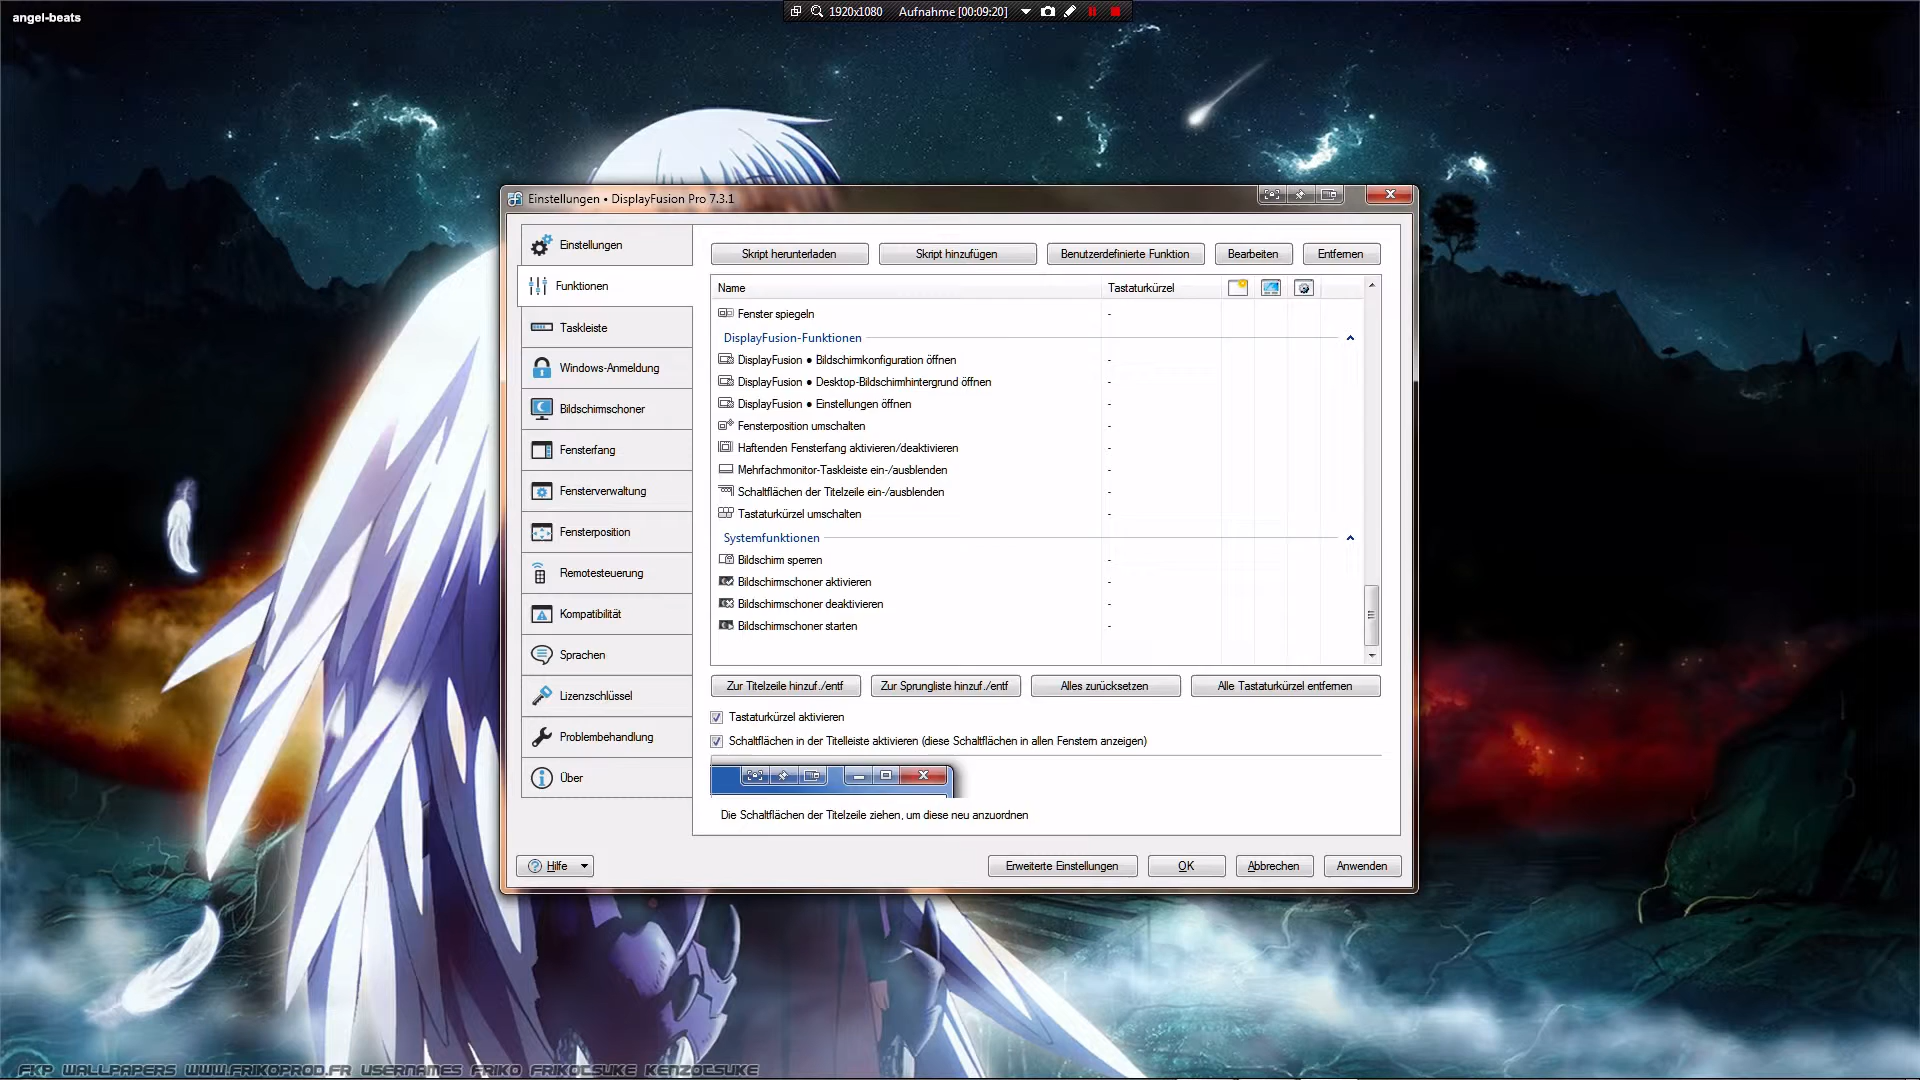 angel-beats
1920x1080 Aufnahme [00:09:20]
Einstellungen • DisplayFusion Pro 7.3.1
Einstellungen
Funktionen
Taskleiste
Windows-Anmeldung
Bildschirmschoner
Fensterfang
Fensterverwaltung
Fensterposition
Remotesteuerung
Kompatibilität
Sprachen
Lizenzschlüssel
Problembehandlung
Über
Skript herunterladen Skript hinzufügen Benutzerdefinierte Funktion Bearbeiten Entfernen
Name Tastaturkürzel
Fenster spiegeln -
DisplayFusion-Funktionen
DisplayFusion ● Bildschirmkonfiguration öffnen -
DisplayFusion ● Desktop-Bildschirmhintergrund öffnen -
DisplayFusion ● Einstellungen öffnen -
Fensterposition umschalten -
Haftenden Fensterfang aktivieren/deaktivieren -
Mehrfachmonitor-Taskleiste ein-/ausblenden -
Schaltflächen der Titelzeile ein-/ausblenden -
Tastaturkürzel umschalten -
Systemfunktionen
Bildschirm sperren -
Bildschirmschoner aktivieren -
Bildschirmschoner deaktivieren -
Bildschirmschoner starten -
Zur Titelzeile hinzuf./entf Zur Sprungliste hinzuf./entf Alles zurücksetzen Alle Tastaturkürzel entfernen
Tastaturkürzel aktivieren
Schaltflächen in der Titelleiste aktivieren (diese Schaltflächen in allen Fenstern anzeigen)
Die Schaltflächen der Titelzeile ziehen, um diese neu anzuordnen
Hilfe Erweiterte Einstellungen OK Abbrechen Anwenden
FKP WALLPAPERS WWW.FRIKOPROD.FR USERNAMES FRIKO FRIKOTSUKE KENZOTSUKE